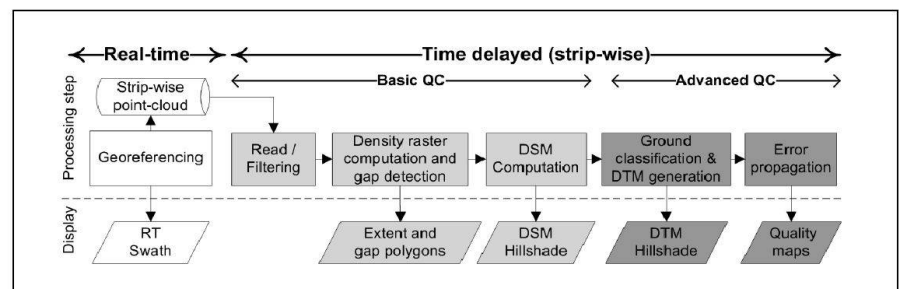 Real-time
Time delayed (strip-wise)
Basic QC
Advanced QC
Processing step
Strip-wise
point-cloud
Georeferencing
Read /
Filtering
Density raster
computation and
gap detection
DSM
Computation
Ground
classification &
DTM generation
Error
propagation
Display
RT
Swath
Extent and
gap polygons
DSM
Hillshade
DTM
Hillshade
Quality
maps